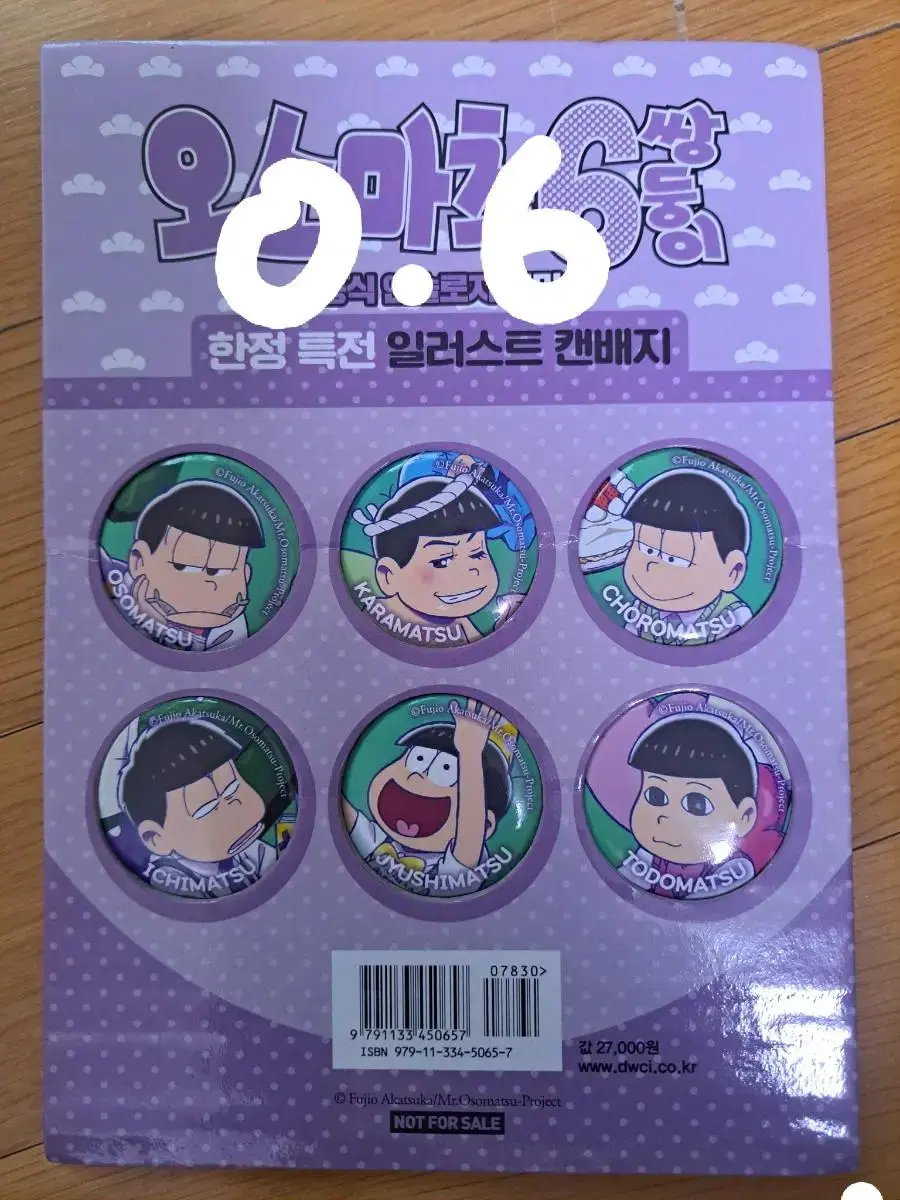 오소마츠 6 쌍둥이
0.6
한정 특전 일러스트 캔배지
©Fujio Akatsuka/Mr.Osomatsu-Project
OSOMATSU
©Fujio Akatsuka/Mr.Osomatsu-Project
KARAMATSU
©Fujio Akatsuka/Mr.Osomatsu-Project
CHOROMATSU
©Fujio Akatsuka/Mr.Osomatsu-Project
ICHIMATSU
©Fujio Akatsuka/Mr.Osomatsu-Project
JYUSHIMATSU
©Fujio Akatsuka/Mr.Osomatsu-Project
TODOMATSU
07830>
9 791133 450657
ISBN 979-11-334-5065-7
값 27,000원
www.dwci.co.kr
© Fujio Akatsuka/Mr.Osomatsu-Project
NOT FOR SALE